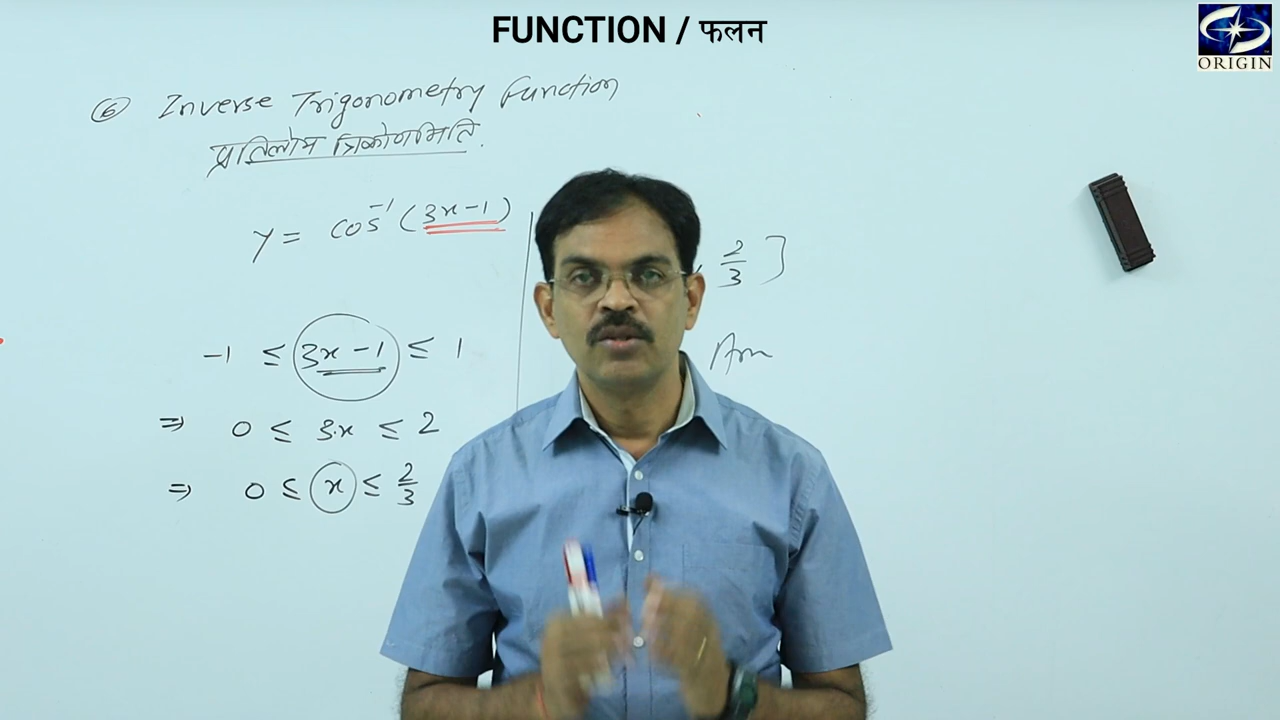 FUNCTION / फलन
ORIGIN
⑥ Inverse Trigonometry Function
प्रतिलोम त्रिकोणमिति.
y = cos⁻¹ (3x-1)
-1 ≤ 3x-1 ≤ 1
⇒ 0 ≤ 3x ≤ 2
⇒ 0 ≤ x ≤ 2/3
, 2/3 ]
Ans